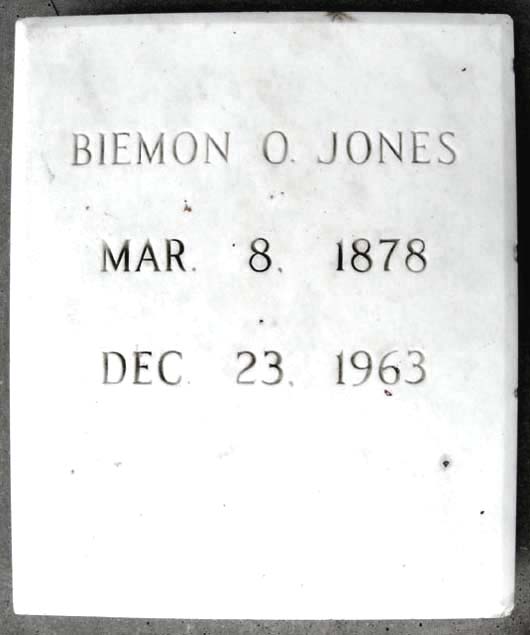 BIEMON O. JONES
MAR. 8, 1878
DEC. 23, 1963